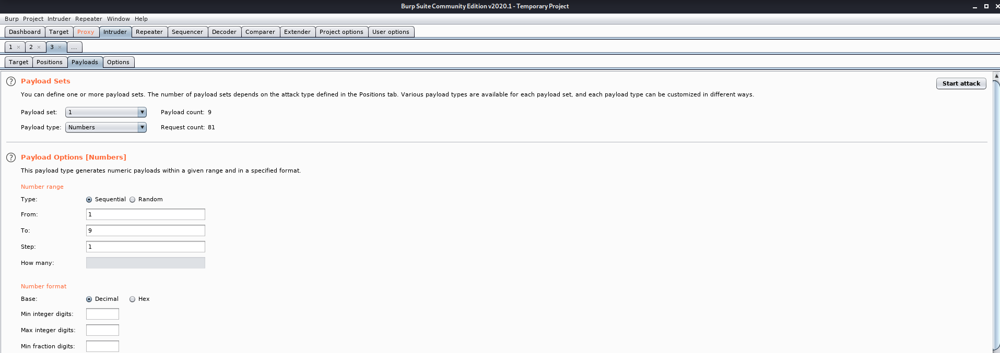 Burp Suite Community Edition v2020.1 - Temporary Project
Burp Project Intruder Repeater Window Help
Dashboard Target Proxy Intruder Repeater Sequencer Decoder Comparer Extender Project options User options
1 × 2 × 3 × ...
Target Positions Payloads Options
? Payload Sets
Start attack
You can define one or more payload sets. The number of payload sets depends on the attack type defined in the Positions tab. Various payload types are available for each payload set, and each payload type can be customized in different ways.
Payload set: 1 Payload count: 9
Payload type: Numbers Request count: 81
? Payload Options [Numbers]
This payload type generates numeric payloads within a given range and in a specified format.
Number range
Type: Sequential Random
From: 1
To: 9
Step: 1
How many:
Number format
Base: Decimal Hex
Min integer digits:
Max integer digits:
Min fraction digits: